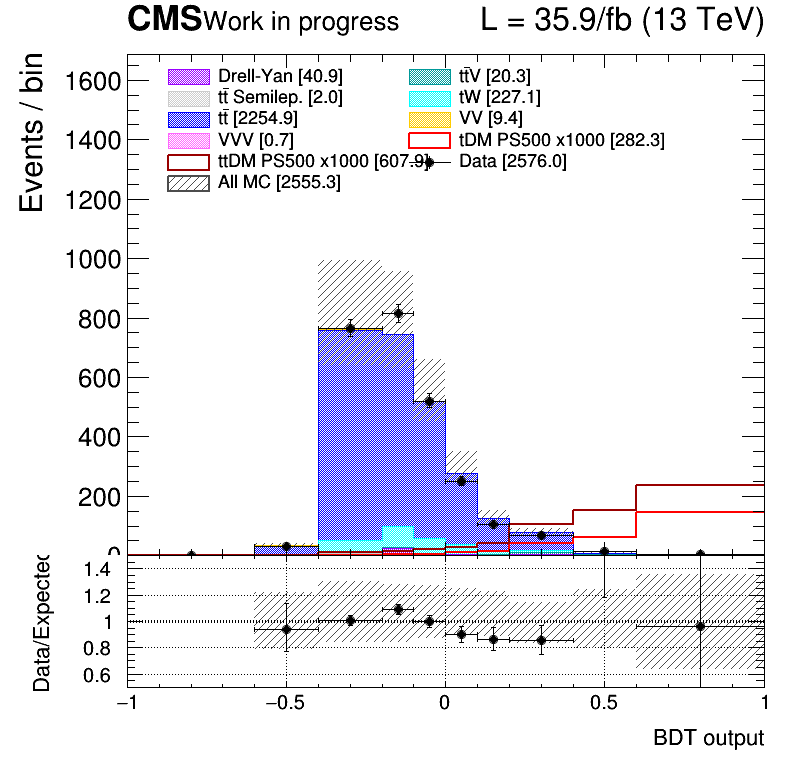 CMS Work in progress L = 35.9/fb (13 TeV)
Events / bin
Drell-Yan [40.9] tt̄V [20.3]
tt̄ Semilep. [2.0] tW [227.1]
tt̄ [2254.9] VV [9.4]
VVV [0.7] tDM PS500 x1000 [282.3]
ttDM PS500 x1000 [607.9] Data [2576.0]
All MC [2555.3]
1600
1400
1200
1000
800
600
400
200
0
Data/Expected
1.4
1.2
1
0.8
0.6
−1 −0.5 0 0.5 1
BDT output